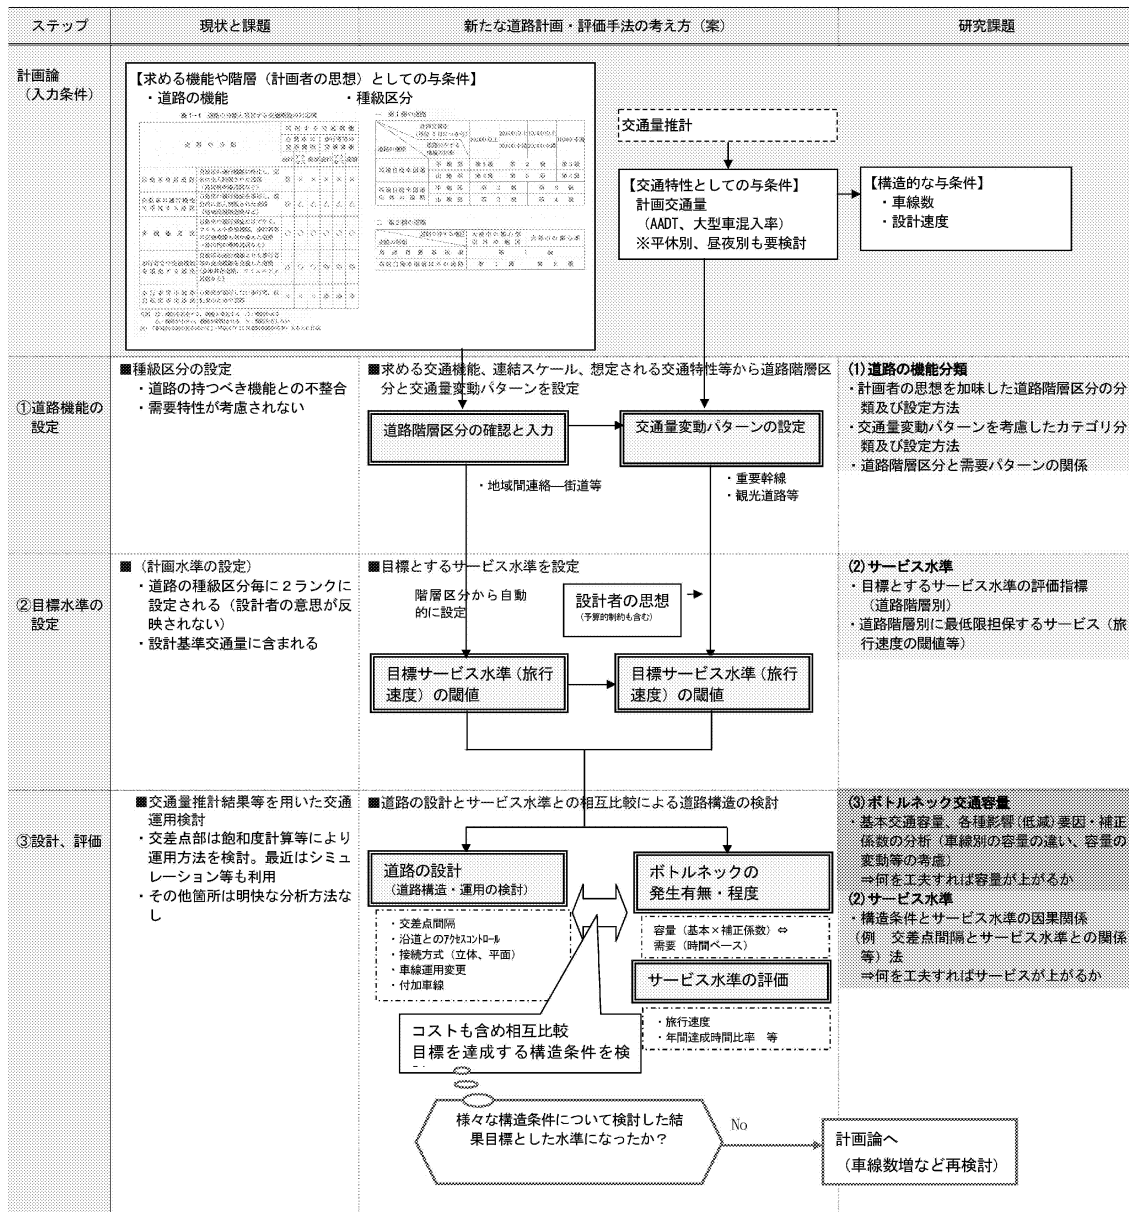 ステップ
現状と課題
新たな道路計画・評価手法の考え方（案）
研究課題
計画論
（入力条件）
【求める機能や階層（計画者の思想）としての与条件】
・道路の機能　・種級区分
交通量推計
【交通特性としての与条件】
計画交通量
（AADT、大型車混入率）
※平休別、昼夜別も要検討
【構造的な与条件】
・車線数
・設計速度
①道路機能の
設定
■種級区分の設定
・道路の持つべき機能との不整合
・需要特性が考慮されない
■求める交通機能、連結スケール、想定される交通特性等から道路階層区
分と交通量変動パターンを設定
道路階層区分の確認と入力
交通量変動パターンの設定
・地域間連絡―街道等
・重要幹線
・観光道路等
(1)道路の機能分類
・計画者の思想を加味した道路階層区分の分
類及び設定方法
・交通量変動パターンを考慮したカテゴリ分
類及び設定方法
・道路階層区分と需要パターンの関係
②目標水準の
設定
■（計画水準の設定）
・道路の種級区分毎に２ランクに
設定される（設計者の意思が反
映されない）
・設計基準交通量に含まれる
■目標とするサービス水準を設定
階層区分から自動
的に設定
設計者の思想
（予算的制約も含む）
目標サービス水準（旅行
速度）の閾値
目標サービス水準（旅行
速度）の閾値
(2)サービス水準
・目標とするサービス水準の評価指標
（道路階層別）
・道路階層別に最低限担保するサービス（旅
行速度の閾値等）
③設計、評価
■交通量推計結果等を用いた交通
運用検討
・交差点部は飽和度計算等により
運用方法を検討。最近はシミュ
レーション等も利用
・その他箇所は明快な分析方法な
し
■道路の設計とサービス水準との相互比較による道路構造の検討
道路の設計
（道路構造・運用の検討）
・交差点間隔
・沿道とのｱｸｾｽｺﾝﾄﾛｰﾙ
・接続方式（立体、平面）
・車線運用変更
・付加車線
ボトルネックの
発生有無・程度
容量（基本×補正係数）⇔
需要（時間ベース）
サービス水準の評価
・旅行速度
・年間達成時間比率　等
コストも含め相互比較
目標を達成する構造条件を検
様々な構造条件について検討した結
果目標とした水準になったか？
No
計画論へ
（車線数増など再検討）
(3)ボトルネック交通容量
・基本交通容量、各種影響（低減）要因・補正
係数の分析（車線別の容量の違い、容量の
変動等の考慮）
⇒何を工夫すれば容量が上がるか
(2)サービス水準
・構造条件とサービス水準の因果関係
（例　交差点間隔とサービス水準との関係
等）法
⇒何を工夫すればサービスが上がるか